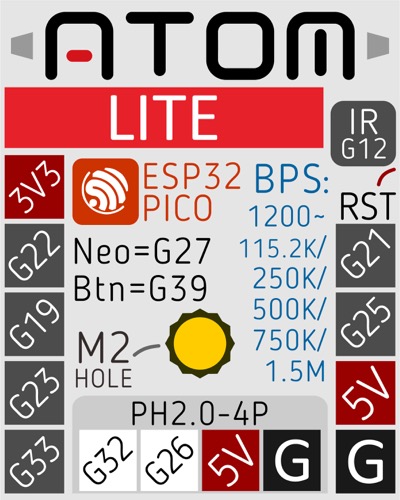 ATOM
LITE
IR
G12
3V3
ESP32
PICO
BPS:
1200~
115.2K/
250K/
500K/
750K/
1.5M
RST
G22
Neo=G27
Btn=G39
G21
G19
M2
HOLE
G25
G23
5V
PH2.0-4P
G33
G32
G26
5V
G
G